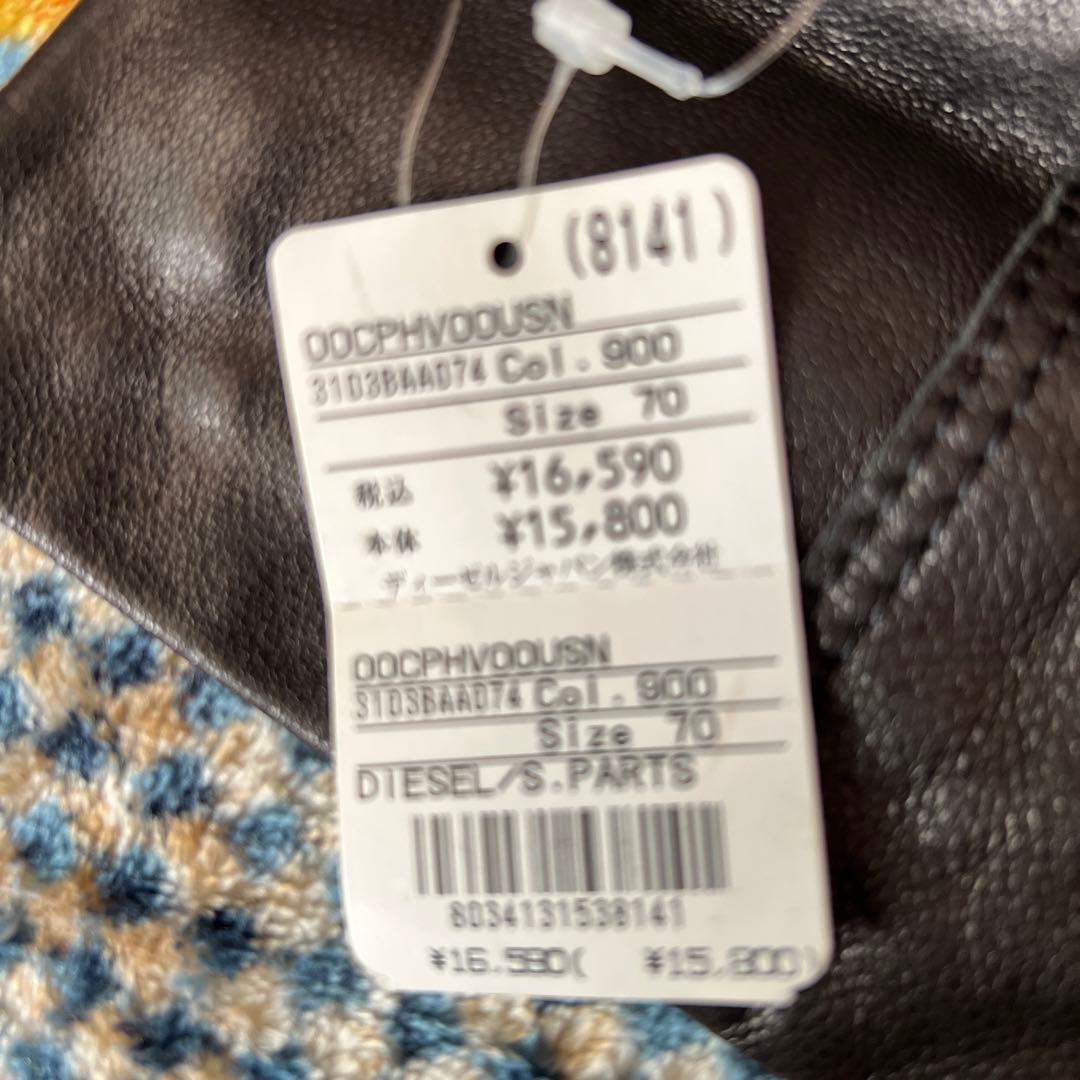 (8141)
00CPHV00USN
3103BAA074 Col.900
Size 70
税込 ¥16,590
本体 ¥15,800
ディーゼルジャパン株式会社
00CPHV00USN
3103BAA074 Col.900
Size 70
DIESEL/S.PARTS
8034131538141
¥16,590( ¥15,800)